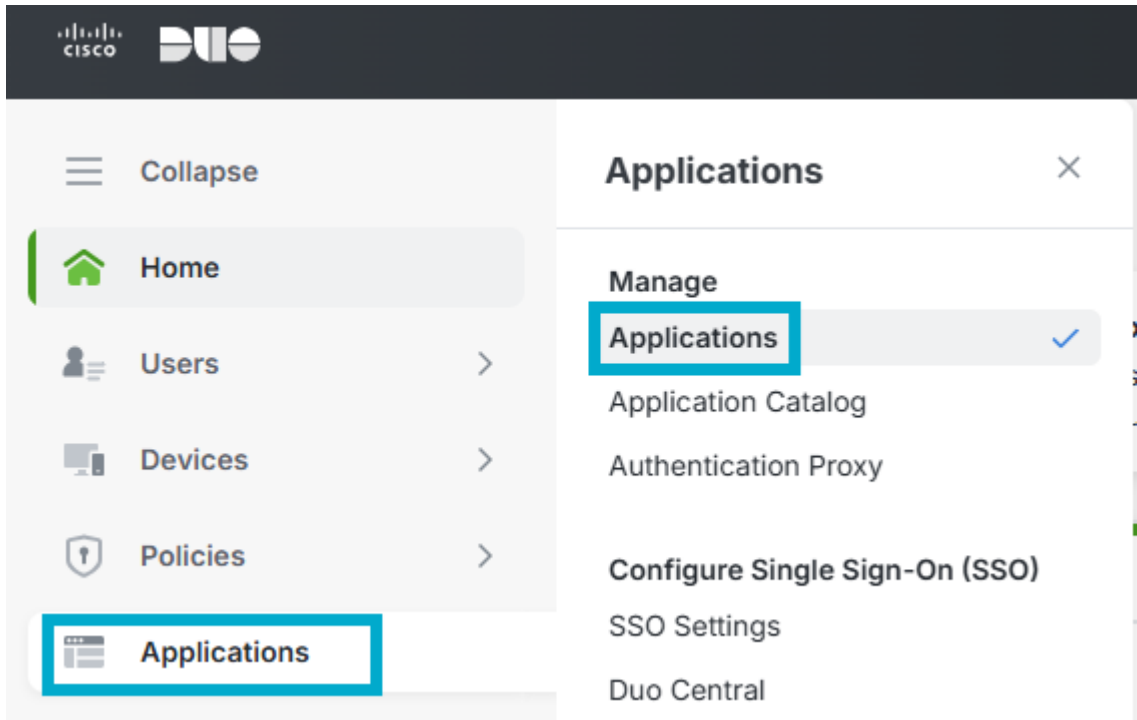 CISCO DUO
Collapse
Home
Users
Devices
Policies
Applications
Applications
Manage
Applications
Application Catalog
Authentication Proxy
Configure Single Sign-On (SSO)
SSO Settings
Duo Central